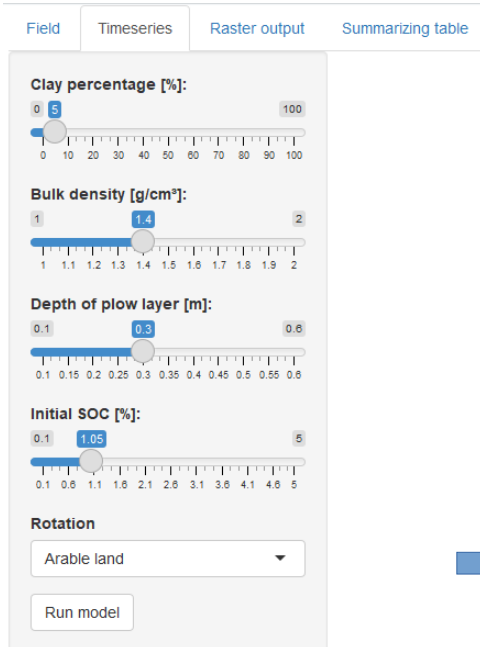 Field Timeseries Raster output Summarizing table
Clay percentage [%]:
0 5 100
0 10 20 30 40 50 60 70 80 90 100
Bulk density [g/cm³]:
1 1.4 2
1 1.1 1.2 1.3 1.4 1.5 1.6 1.7 1.8 1.9 2
Depth of plow layer [m]:
0.1 0.3 0.6
0.1 0.15 0.2 0.25 0.3 0.35 0.4 0.45 0.5 0.55 0.6
Initial SOC [%]:
0.1 1.05 5
0.1 0.6 1.1 1.6 2.1 2.6 3.1 3.6 4.1 4.6 5
Rotation
Arable land
Run model